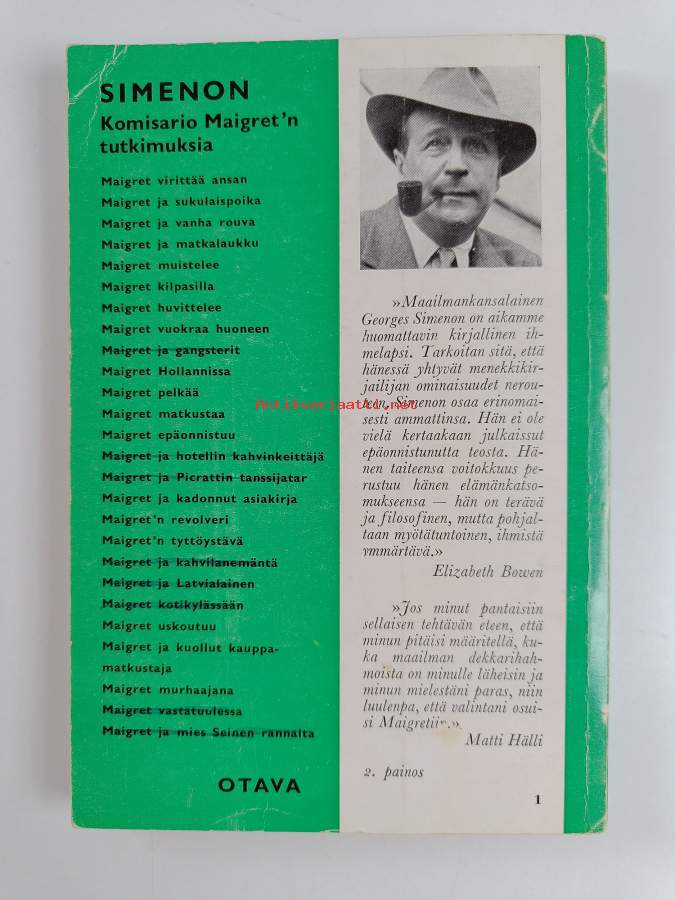 SIMENON
Komisario Maigret'n
tutkimuksia
Maigret virittää ansan
Maigret ja sukulaispoika
Maigret ja vanha rouva
Maigret ja matkalaukku
Maigret muistelee
Maigret kilpasilla
Maigret huvittelee
Maigret vuokraa huoneen
Maigret ja gangsterit
Maigret Hollannissa
Maigret pelkää
Maigret matkustaa
Maigret epäonnistuu
Maigret ja hotellin kahvinkeittäjä
Maigret ja Picrattin tanssijatar
Maigret ja kadonnut asiakirja
Maigret'n revolveri
Maigret'n tyttöystävä
Maigret ja kahvilanemäntä
Maigret ja Latvialainen
Maigret kotikylässään
Maigret uskoutuu
Maigret ja kuollut kauppa-
matkustaja
Maigret murhaajana
Maigret vastatuulessa
Maigret ja mies Seinen rannalta
OTAVA
»Maailmankansalainen
Georges Simenon on aikamme
huomattavin kirjallinen ih-
melapsi. Tarkoitan sitä, että
hänessä yhtyvät menekkikir-
jailijan ominaisuudet nerou-
teen. Simenon osaa erinomai-
sesti ammattinsa. Hän ei ole
vielä kertaakaan julkaissut
epäonnistunutta teosta. Hä-
nen taiteensa voitokkuus pe-
rustuu hänen elämänkatso-
mukseensa — hän on terävä
ja filosofinen, mutta pohjal-
taan myötätuntoinen, ihmistä
ymmärtävä.»
Elizabeth Bowen
»Jos minut pantaisiin
sellaisen tehtävän eteen, että
minun pitäisi määritellä, ku-
ka maailman dekkarihah-
moista on minulle läheisin ja
minun mielestäni paras, niin
luulenpa, että valintani osui-
si Maigretiin.»
Matti Hälli
2. painos
1
Antikvariaatti.net